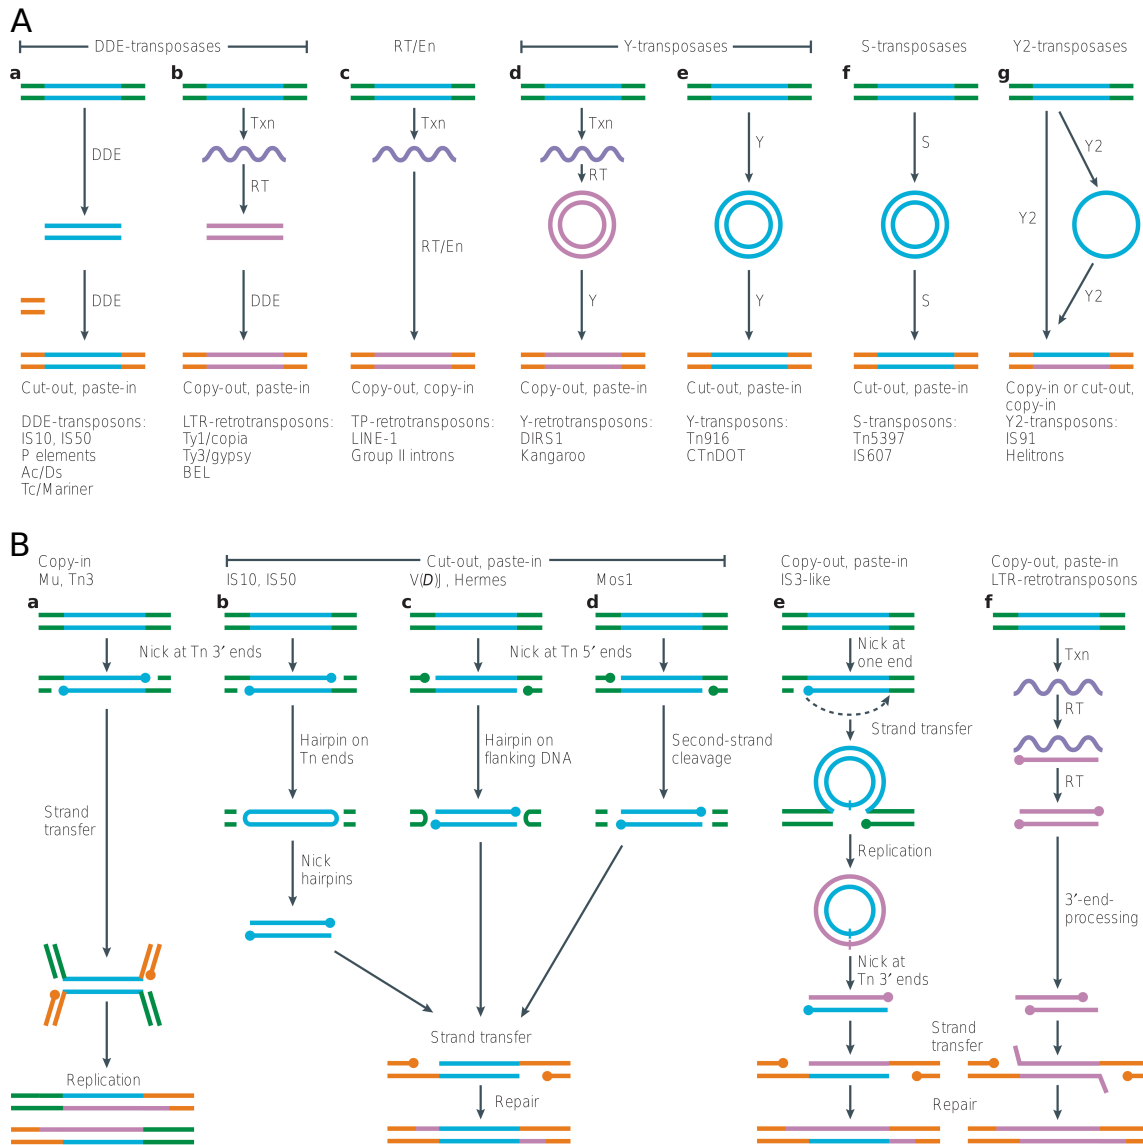 A
DDE-transposases
RT/En
Y-transposases
S-transposases
Y2-transposases
a
b
c
d
e
f
g
Txn
Txn
Txn
DDE
Y
S
Y2
RT
RT
Y2
RT/En
DDE
DDE
Y
Y
S
Y2
Cut-out, paste-in
Copy-out, paste-in
Copy-out, copy-in
Copy-out, paste-in
Cut-out, paste-in
Cut-out, paste-in
Copy-in or cut-out,
copy-in
DDE-transposons:
IS10, IS50
P elements
Ac/Ds
Tc/Mariner
LTR-retrotransposons:
Ty1/copia
Ty3/gypsy
BEL
TP-retrotransposons:
LINE-1
Group II introns
Y-retrotransposons:
DIRS1
Kangaroo
Y-transposons:
Tn916
CTnDOT
S-transposons:
Tn5397
IS607
Y2-transposons:
IS91
Helitrons
B
Copy-in
Mu, Tn3
Cut-out, paste-in
IS10, IS50
V(D)J, Hermes
Mos1
Copy-out, paste-in
IS3-like
Copy-out, paste-in
LTR-retrotransposons
a
b
c
d
e
f
Nick at Tn 3′ ends
Nick at Tn 5′ ends
Nick at
one end
Txn
RT
Strand transfer
Hairpin on
Tn ends
Hairpin on
flanking DNA
Second-strand
cleavage
RT
Strand
transfer
Nick
hairpins
Replication
3′-end-
processing
Nick at
Tn 3′ ends
Strand transfer
Strand
transfer
Replication
Repair
Repair